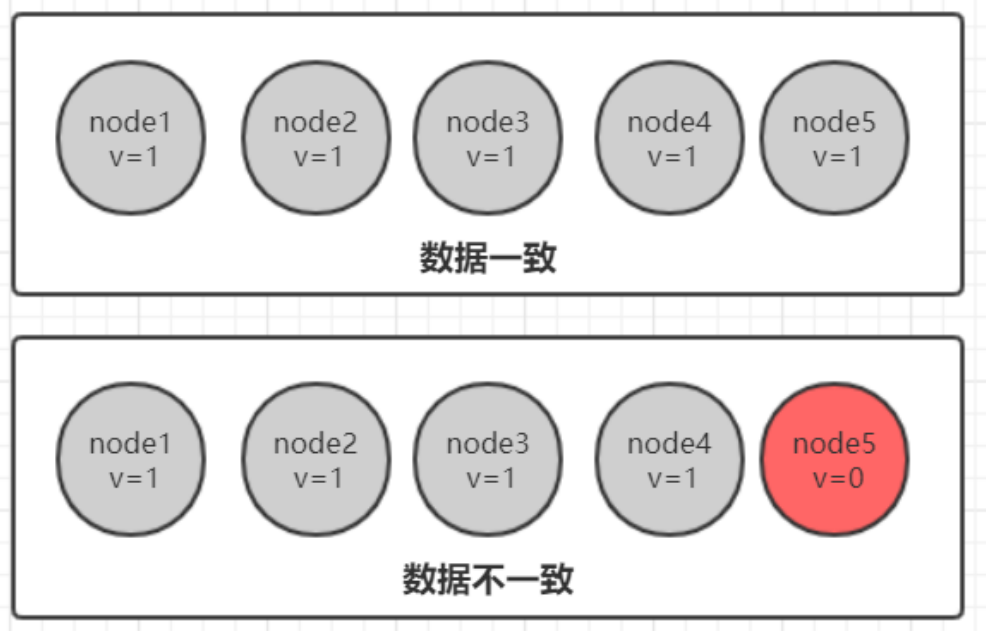 node1
v=1
node2
v=1
node3
v=1
node4
v=1
node5
v=1
数据一致
node1
v=1
node2
v=1
node3
v=1
node4
v=1
node5
v=0
数据不一致